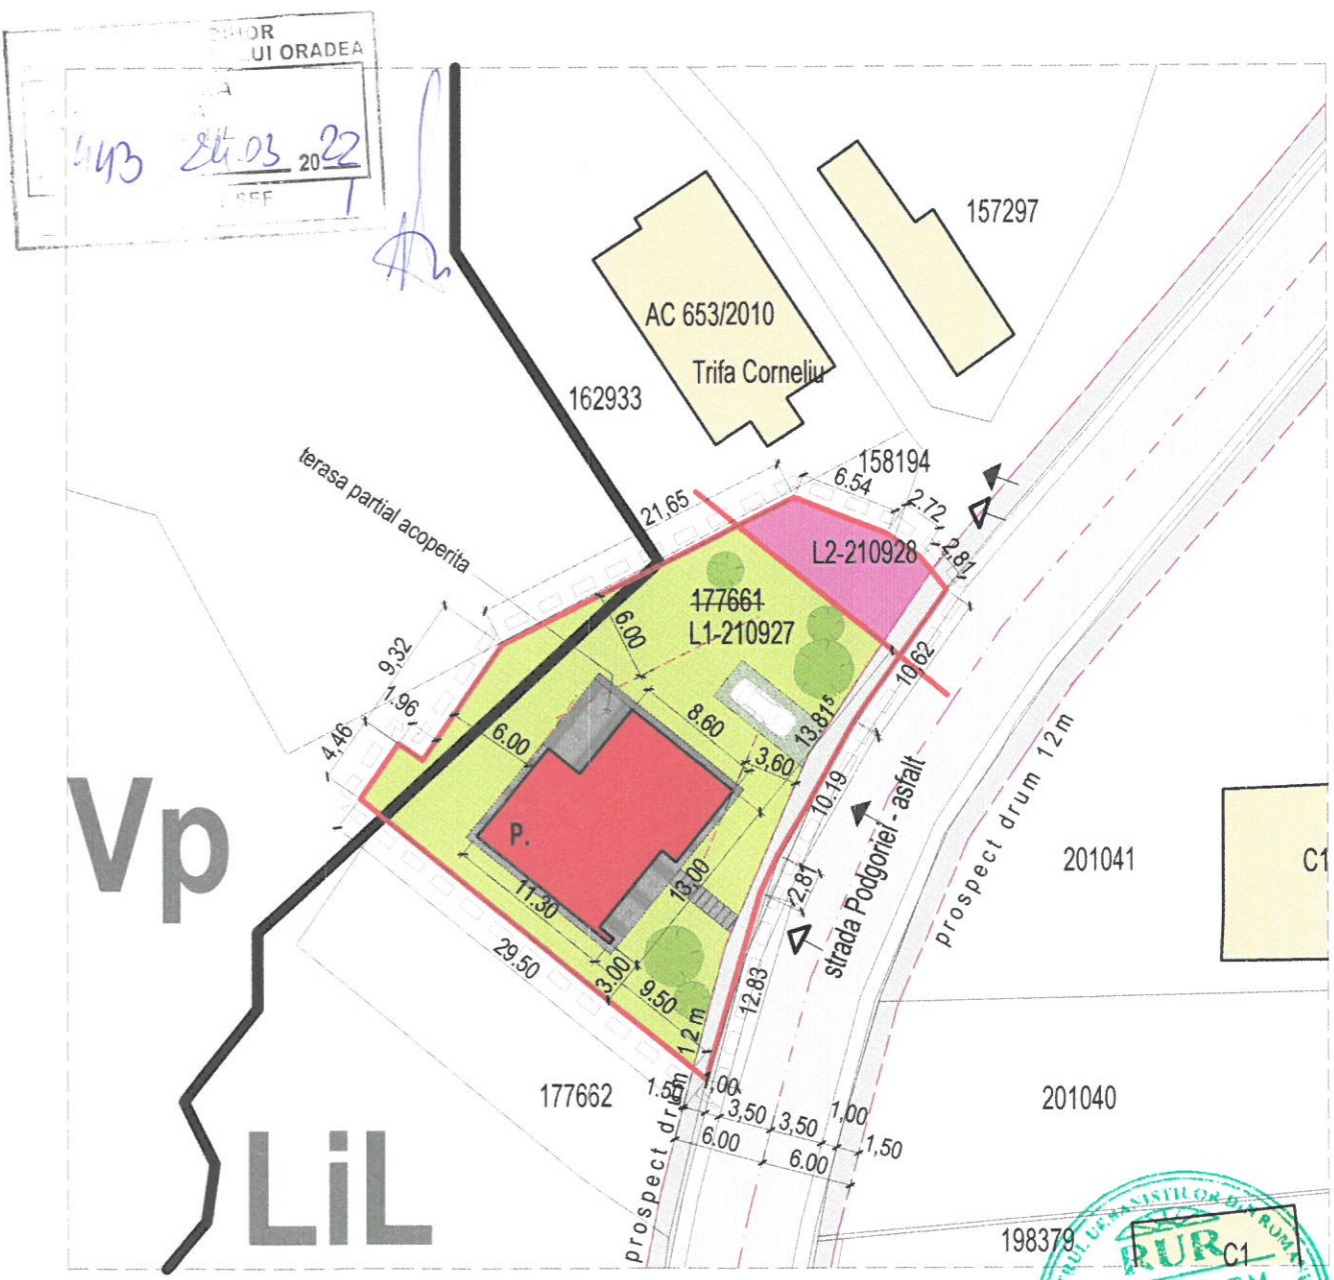 BIHOR
UI ORADEA
443 24.03 2022
157297
AC 653/2010
Trifa Corneliu
162933
158194
terasa partial acoperita
21,65
6.54
2.72
2,81
L2-210928
177661
L1-210927
6.00
9,32
1.96
4,46
6.00
8.60
3,60
13.81⁵
10,62
10.19
prospect drum 12m
Vp
P.
11.30
13,00
2,81
strada Podgoriei - asfalt
201041
C1
29.50
3.00
9.50
12.83
177662
prospect drum 12 m
1.50
1,00
3,50
3,50
1,00
1,50
6.00
6.00
201040
LiL
198379
C1
RUR